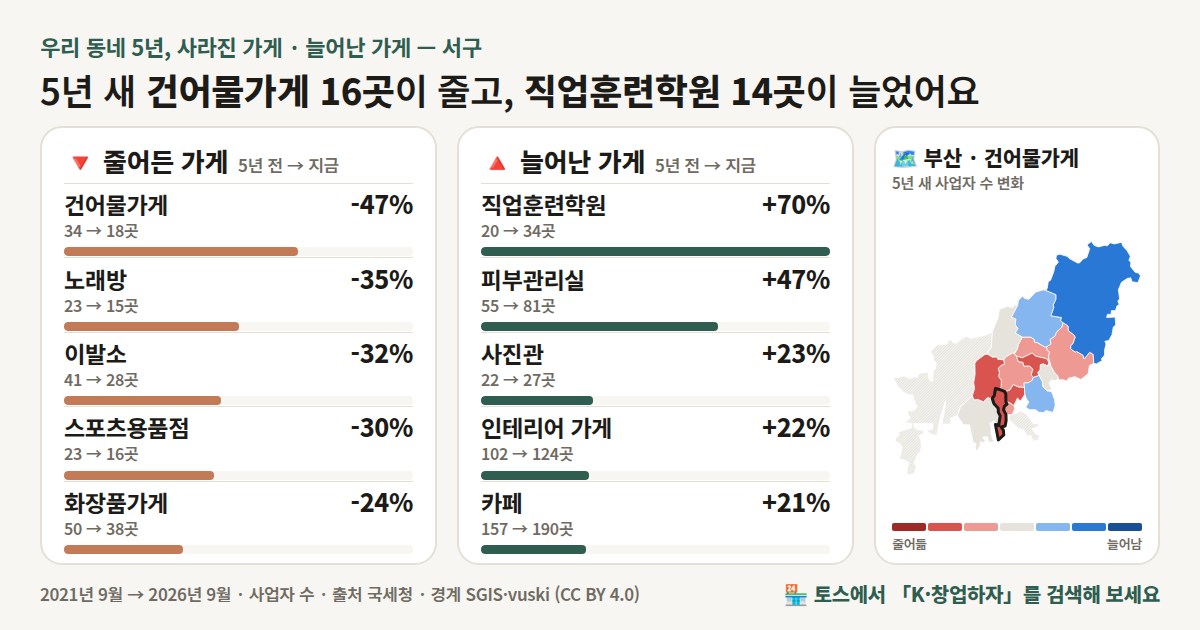 우리 동네 5년, 사라진 가게 · 늘어난 가게 — 서구
5년 새 건어물가게 16곳이 줄고, 직업훈련학원 14곳이 늘었어요
🔻 줄어든 가게 5년 전 → 지금
건어물가게 -47%
34 → 18곳
노래방 -35%
23 → 15곳
이발소 -32%
41 → 28곳
스포츠용품점 -30%
23 → 16곳
화장품가게 -24%
50 → 38곳
🔺 늘어난 가게 5년 전 → 지금
직업훈련학원 +70%
20 → 34곳
피부관리실 +47%
55 → 81곳
사진관 +23%
22 → 27곳
인테리어 가게 +22%
102 → 124곳
카페 +21%
157 → 190곳
🗺️ 부산 · 건어물가게
5년 새 사업자 수 변화
줄어듦 늘어남
2021년 9월 → 2026년 9월 · 사업자 수 · 출처 국세청 · 경계 SGIS·vuski (CC BY 4.0)
🏪 토스에서 「K·창업하자」를 검색해 보세요